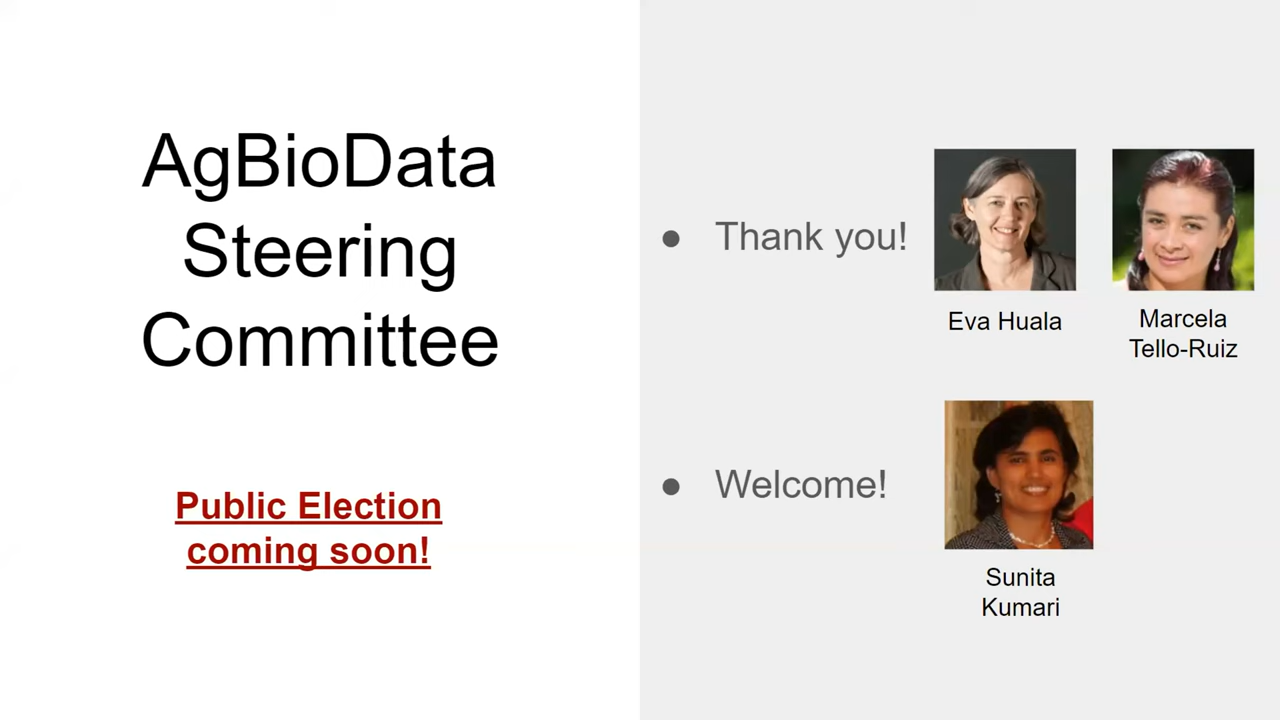 AgBioData
Steering
Committee
Public Election
coming soon!
● Thank you!
Eva Huala
Marcela
Tello-Ruiz
● Welcome!
Sunita
Kumari